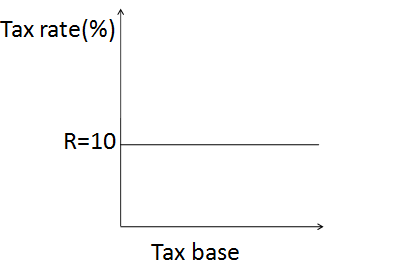 Tax rate(%)
R=10
Tax base